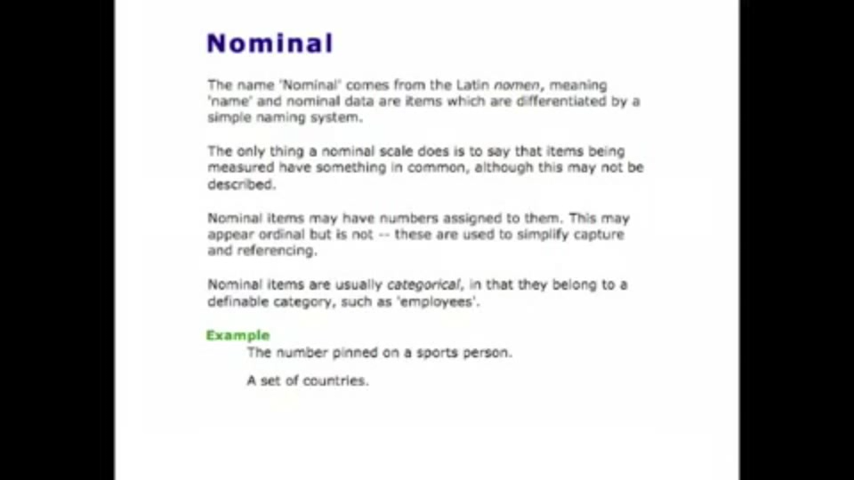 Nominal
The name 'Nominal' comes from the Latin nomen, meaning
'name' and nominal data are items which are differentiated by a
simple naming system.
The only thing a nominal scale does is to say that items being
measured have something in common, although this may not be
described.
Nominal items may have numbers assigned to them. This may
appear ordinal but is not -- these are used to simplify capture
and referencing.
Nominal items are usually categorical, in that they belong to a
definable category, such as 'employees'.
Example
The number pinned on a sports person.
A set of countries.